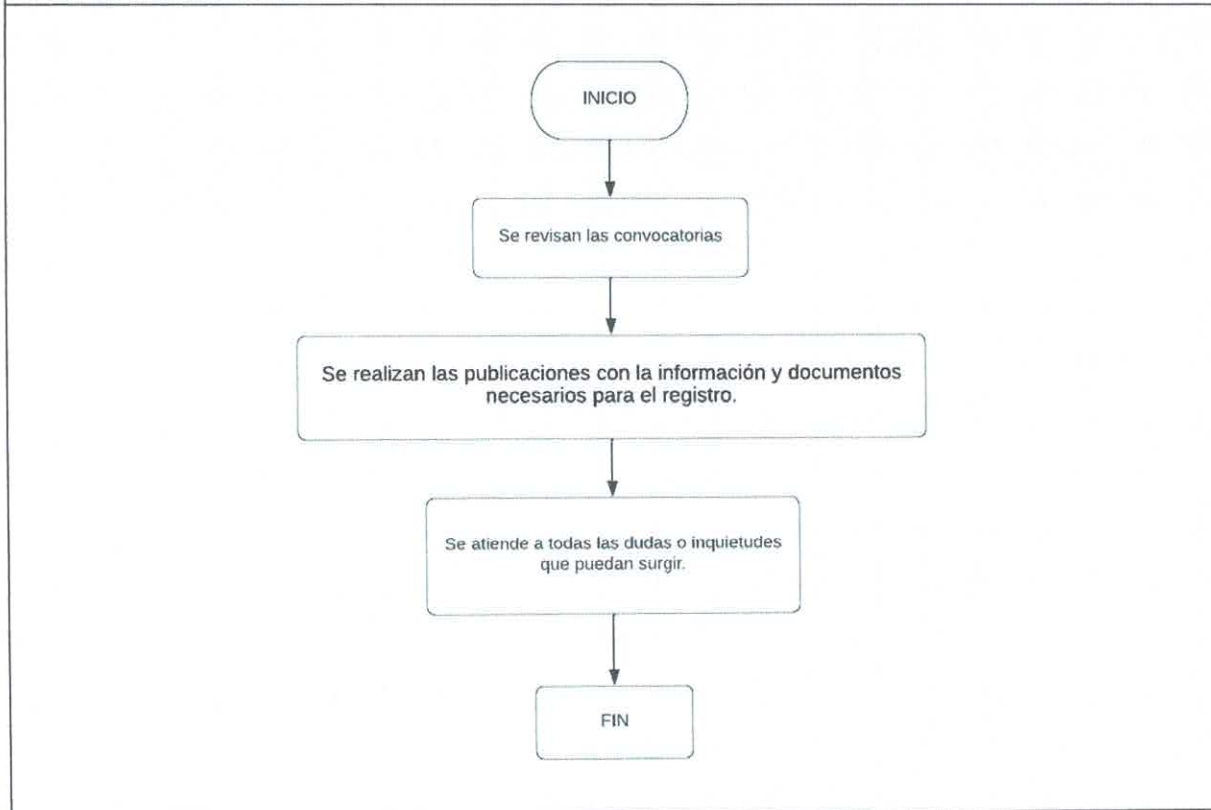 INICIO
Se revisan las convocatorias
Se realizan las publicaciones con la información y documentos
necesarios para el registro.
Se atiende a todas las dudas o inquietudes
que puedan surgir.
FIN